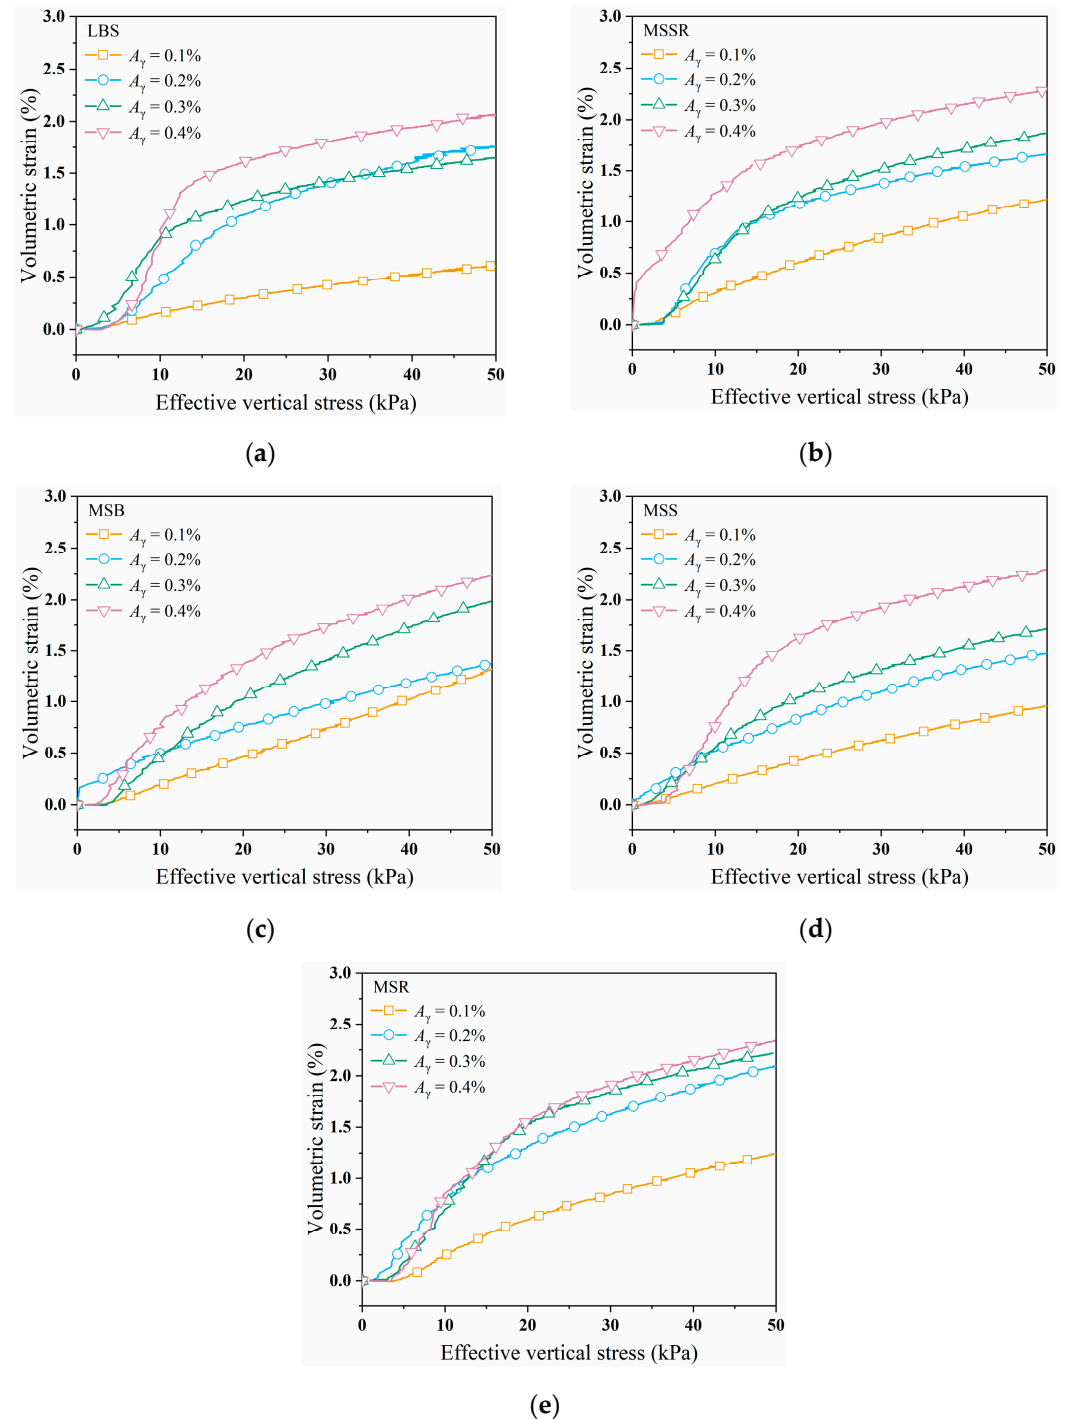 LBS
Aγ = 0.1%
Aγ = 0.2%
Aγ = 0.3%
Aγ = 0.4%
Volumetric strain (%)
3.0
2.5
2.0
1.5
1.0
0.5
0.0
0 10 20 30 40 50
Effective vertical stress (kPa)
(a)
MSSR
Aγ = 0.1%
Aγ = 0.2%
Aγ = 0.3%
Aγ = 0.4%
Volumetric strain (%)
3.0
2.5
2.0
1.5
1.0
0.5
0.0
0 10 20 30 40 50
Effective vertical stress (kPa)
(b)
MSB
Aγ = 0.1%
Aγ = 0.2%
Aγ = 0.3%
Aγ = 0.4%
Volumetric strain (%)
3.0
2.5
2.0
1.5
1.0
0.5
0.0
0 10 20 30 40 50
Effective vertical stress (kPa)
(c)
MSS
Aγ = 0.1%
Aγ = 0.2%
Aγ = 0.3%
Aγ = 0.4%
Volumetric strain (%)
3.0
2.5
2.0
1.5
1.0
0.5
0.0
0 10 20 30 40 50
Effective vertical stress (kPa)
(d)
MSR
Aγ = 0.1%
Aγ = 0.2%
Aγ = 0.3%
Aγ = 0.4%
Volumetric strain (%)
3.0
2.5
2.0
1.5
1.0
0.5
0.0
0 10 20 30 40 50
Effective vertical stress (kPa)
(e)